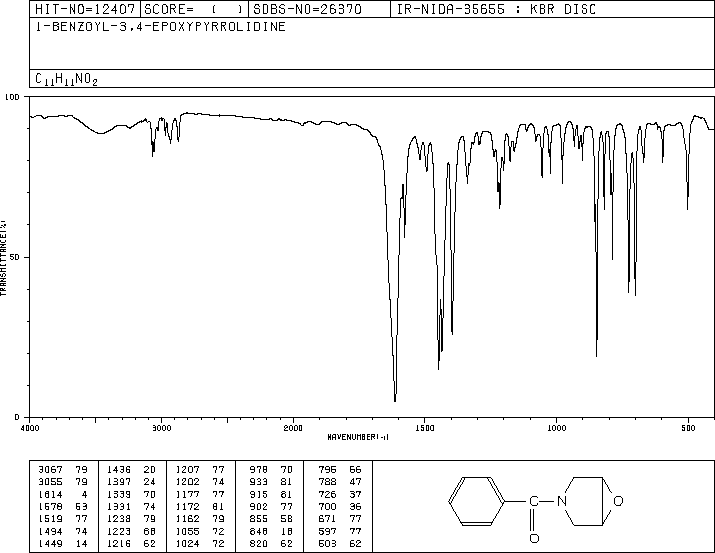 HIT-NO=12407 SCORE= ( ) SDBS-NO=26370 IR-NIDA-35655 : KBR DISC
1-BENZOYL-3,4-EPOXYPYRROLIDINE
C11H11NO2
100
50
0
TRANSMITTANCE(%)
4000 3000 2000 1500 1000 500
WAVENUMBER(-1)
3067 79 1436 20 1207 77 978 70 795 56
3055 79 1397 24 1202 74 933 81 788 47
1614 4 1339 70 1177 77 915 81 726 37
1578 53 1331 74 1172 81 902 77 700 36
1519 77 1238 79 1162 79 855 58 671 77
1494 74 1223 68 1055 72 848 18 597 77
1449 14 1216 62 1024 72 820 62 503 62
C N O
O